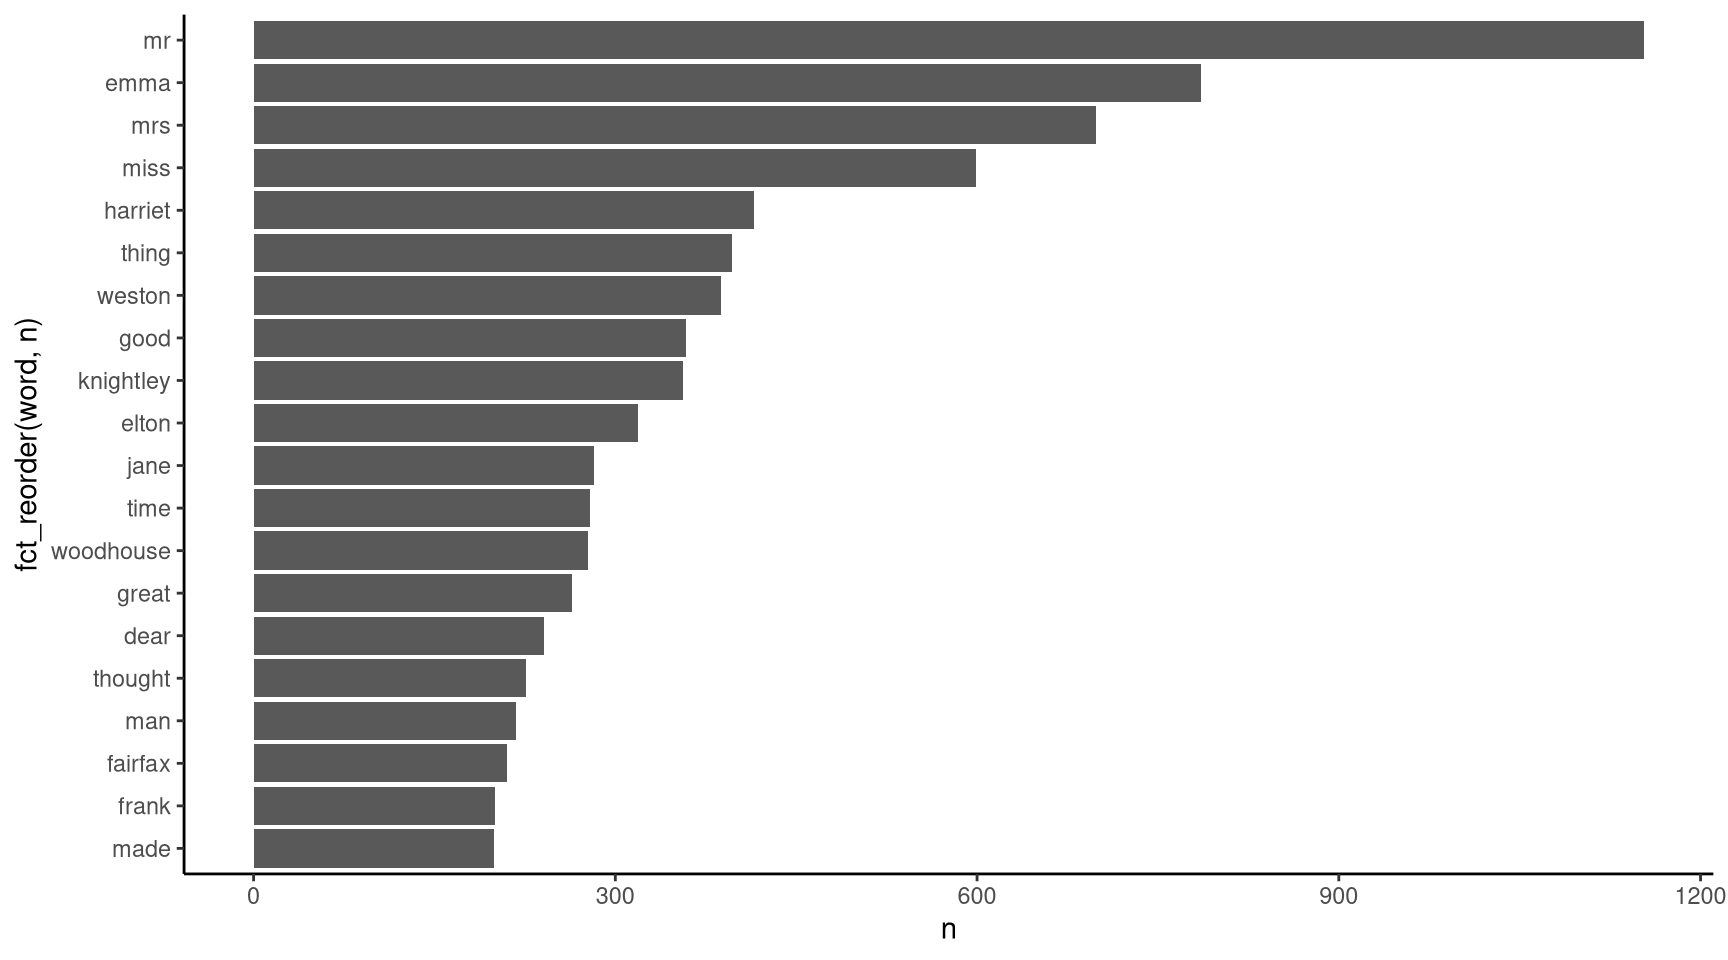 mr
emma
mrs
miss
harriet
thing
weston
good
knightley
elton
jane
time
woodhouse
great
dear
thought
man
fairfax
frank
made
fct_reorder(word, n)
0 300 600 900 1200
n